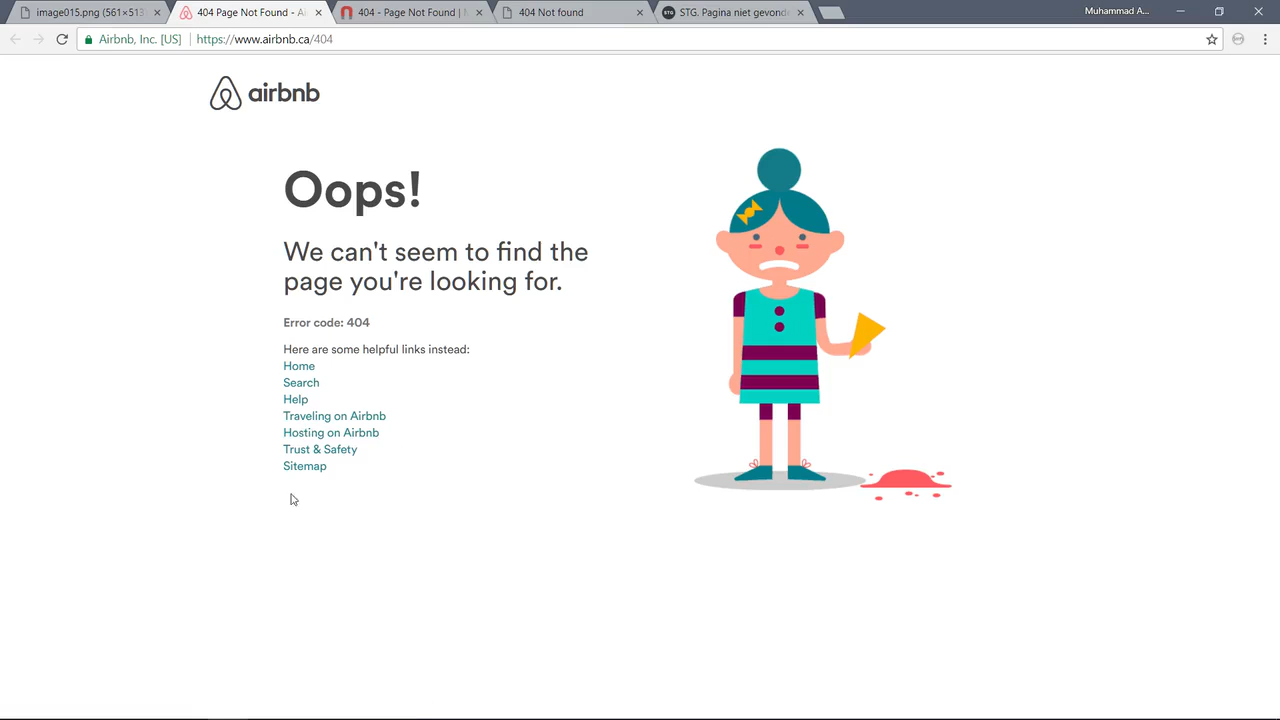 image015.png (561×513
404 Page Not Found - Ai
404 - Page Not Found |
404 Not found
STG. Pagina niet gevond
Muhammad A...
Airbnb, Inc. [US]
https://www.airbnb.ca/404
airbnb
Oops!
We can't seem to find the
page you're looking for.
Error code: 404
Here are some helpful links instead:
Home
Search
Help
Traveling on Airbnb
Hosting on Airbnb
Trust & Safety
Sitemap